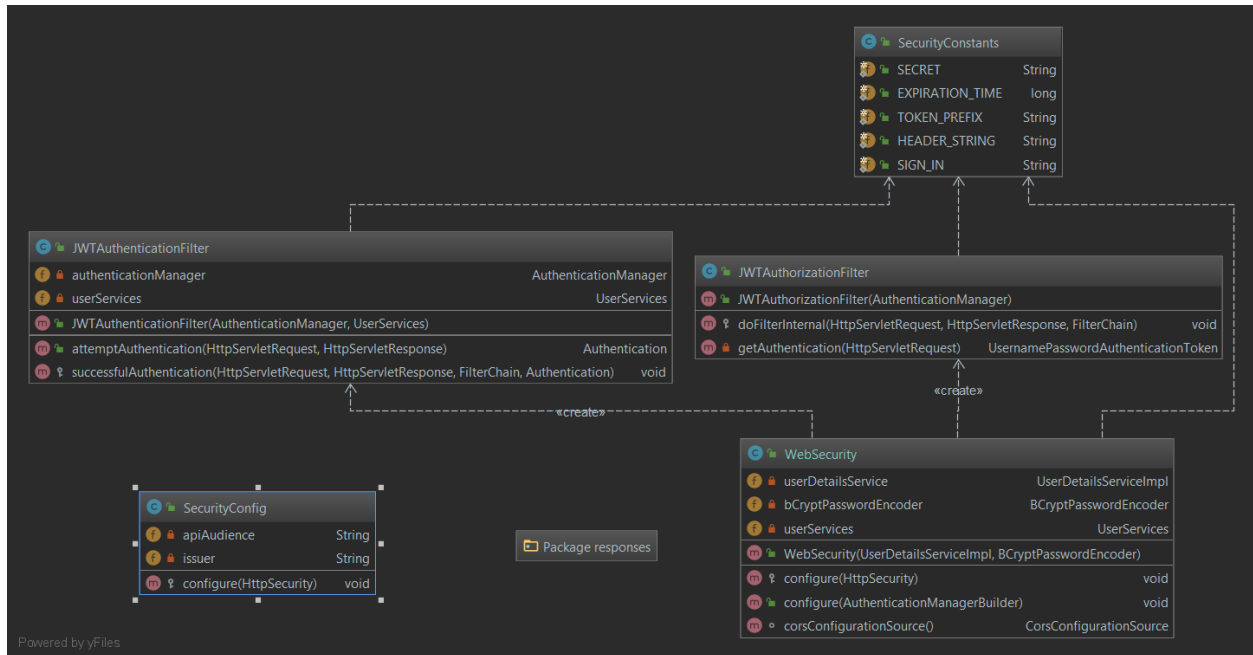 SecurityConstants
SECRET String
EXPIRATION_TIME long
TOKEN_PREFIX String
HEADER_STRING String
SIGN_IN String
JWTAuthenticationFilter
authenticationManager AuthenticationManager
userServices UserServices
JWTAuthenticationFilter(AuthenticationManager, UserServices)
attemptAuthentication(HttpServletRequest, HttpServletResponse) Authentication
successfulAuthentication(HttpServletRequest, HttpServletResponse, FilterChain, Authentication) void
JWTAuthorizationFilter
JWTAuthorizationFilter(AuthenticationManager)
doFilterInternal(HttpServletRequest, HttpServletResponse, FilterChain) void
getAuthentication(HttpServletRequest) UsernamePasswordAuthenticationToken
«create»
«create»
WebSecurity
userDetailsService UserDetailsServiceImpl
bCryptPasswordEncoder BCryptPasswordEncoder
userServices UserServices
WebSecurity(UserDetailsServiceImpl, BCryptPasswordEncoder)
configure(HttpSecurity) void
configure(AuthenticationManagerBuilder) void
corsConfigurationSource() CorsConfigurationSource
SecurityConfig
apiAudience String
issuer String
configure(HttpSecurity) void
Package responses
Powered by yFiles